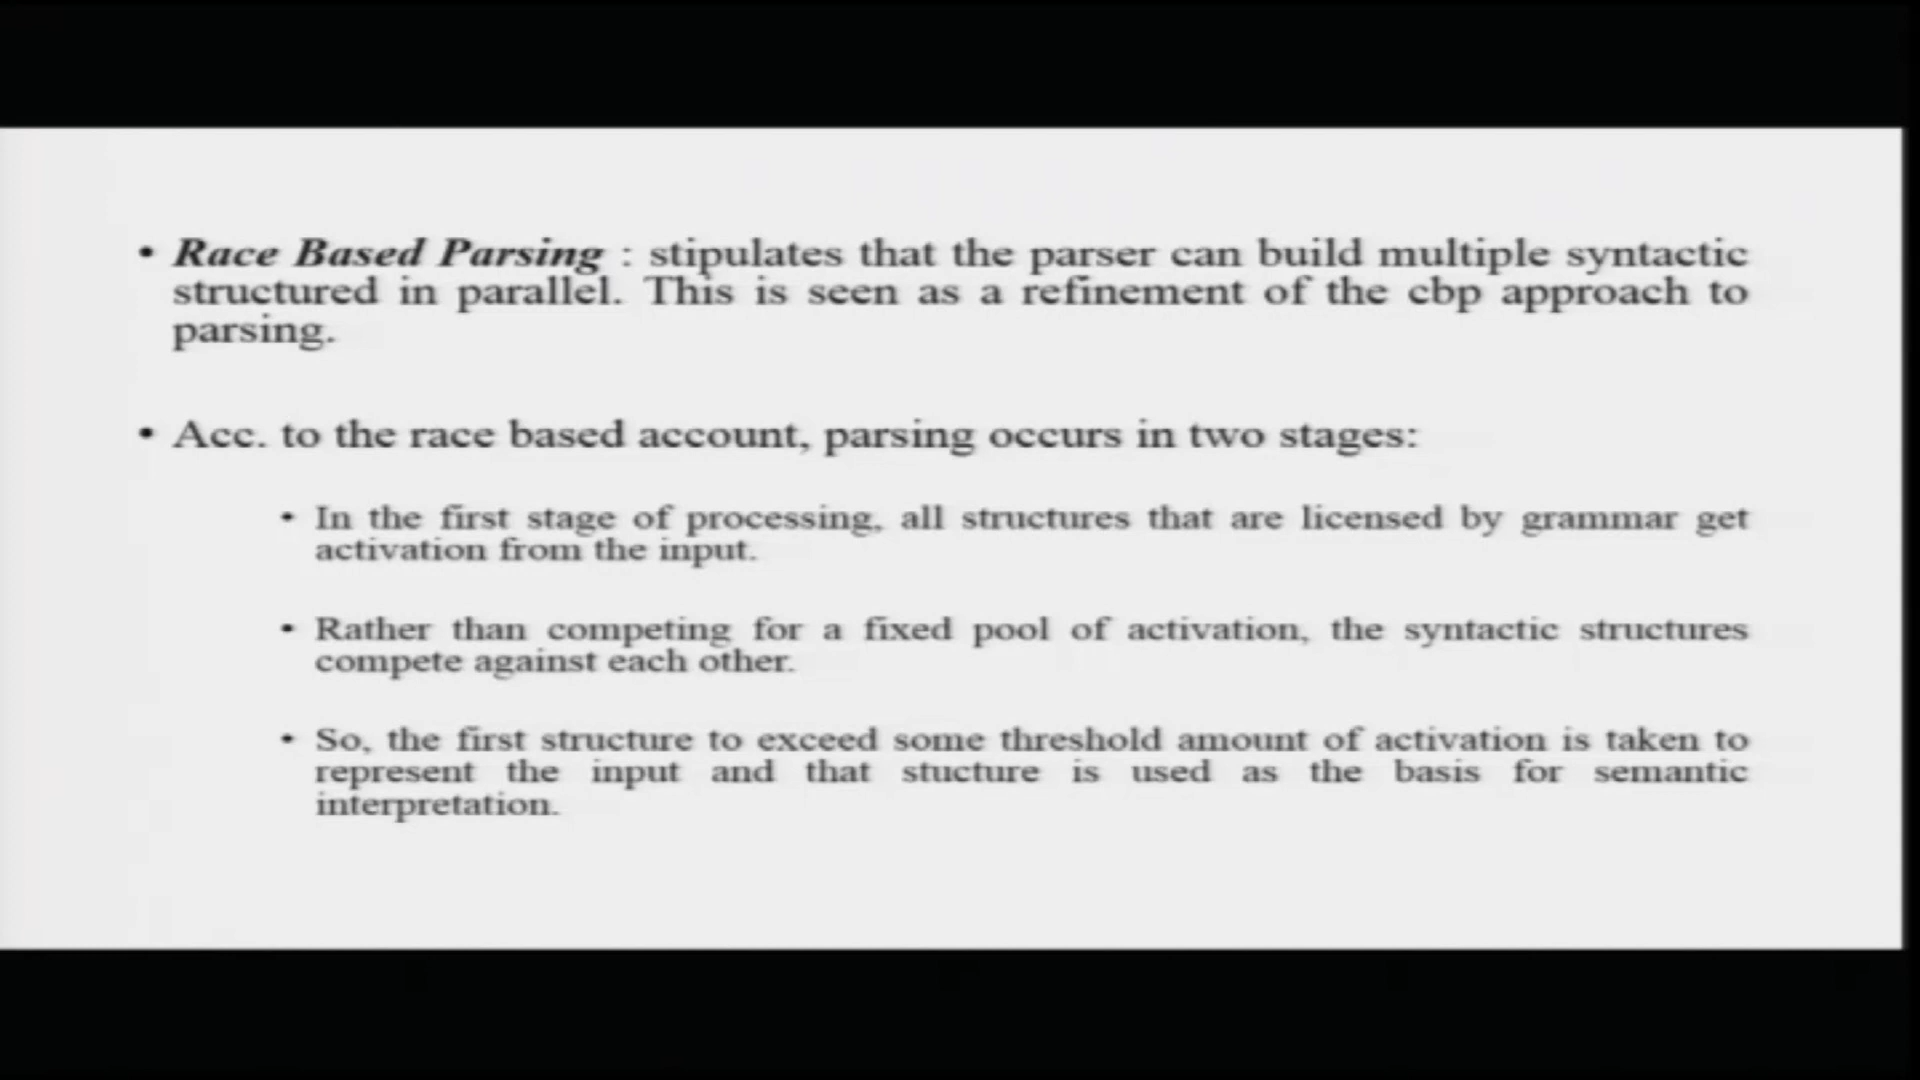 • Race Based Parsing : stipulates that the parser can build multiple syntactic
structured in parallel. This is seen as a refinement of the cbp approach to
parsing.
• Acc. to the race based account, parsing occurs in two stages:
• In the first stage of processing, all structures that are licensed by grammar get
activation from the input.
• Rather than competing for a fixed pool of activation, the syntactic structures
compete against each other.
• So, the first structure to exceed some threshold amount of activation is taken to
represent the input and that stucture is used as the basis for semantic
interpretation.